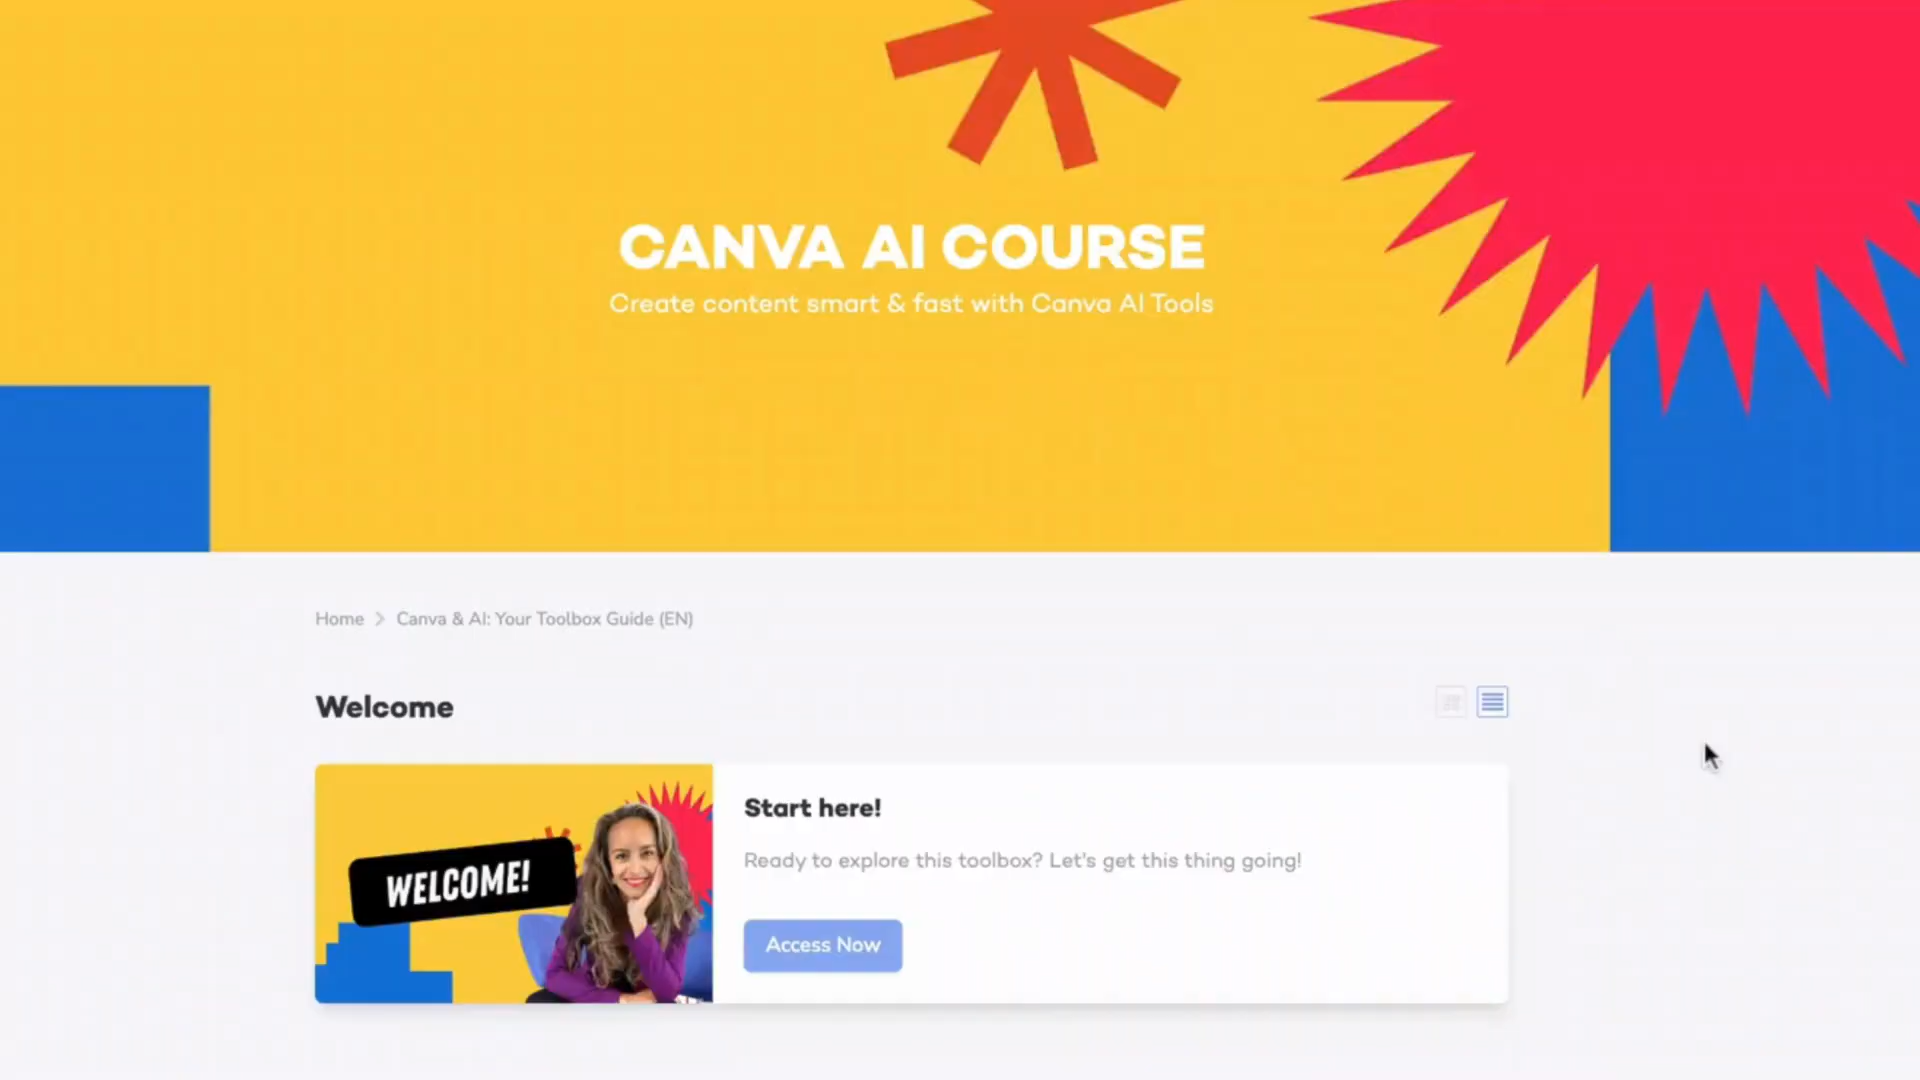 CANVA AI COURSE
Create content smart & fast with Canva AI Tools
Home > Canva & AI: Your Toolbox Guide (EN)
Welcome
WELCOME!
Start here!
Ready to explore this toolbox? Let's get this thing going!
Access Now